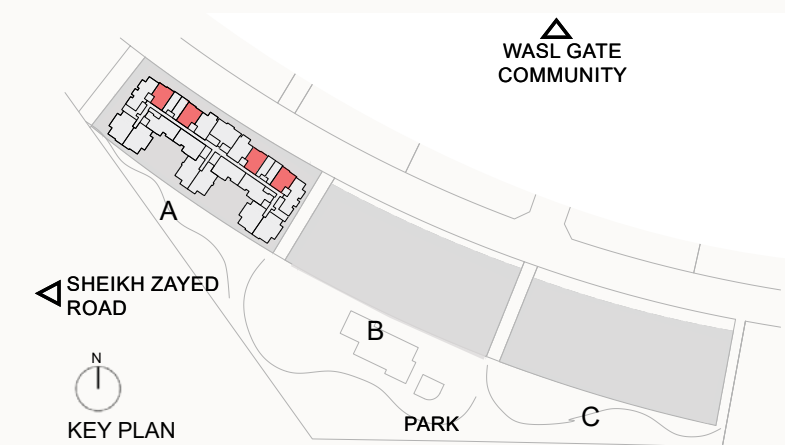 WASL GATE
COMMUNITY
A
SHEIKH ZAYED
ROAD
B
N
KEY PLAN
PARK
C